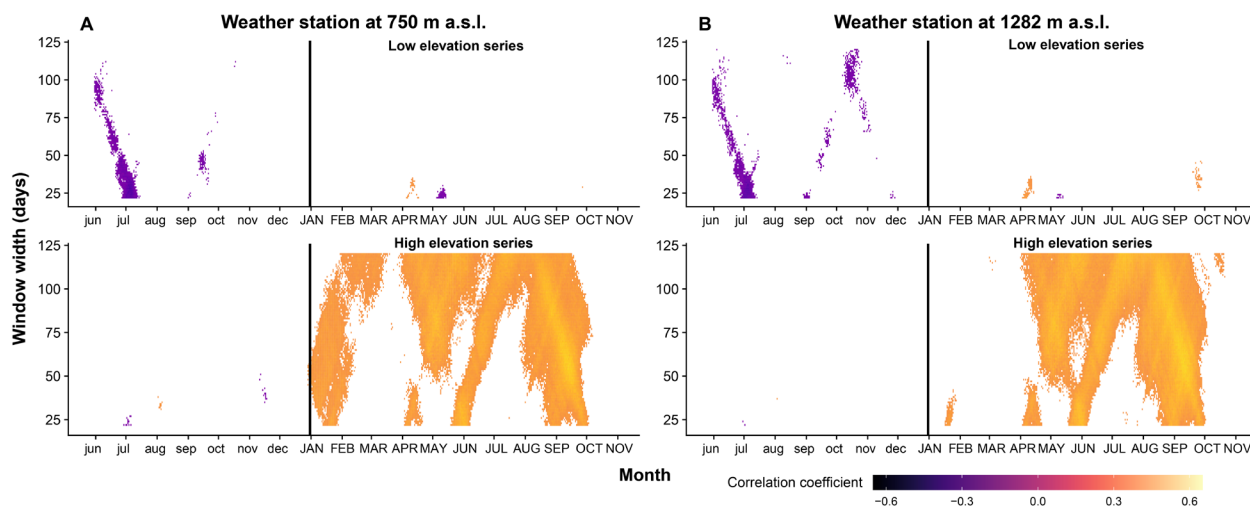 A
Weather station at 750 m a.s.l.
B
Weather station at 1282 m a.s.l.
Window width (days)
Low elevation series
125
100
75
50
25
jun jul aug sep oct nov dec JAN FEB MAR APR MAY JUN JUL AUG SEP OCT NOV
Low elevation series
125
100
75
50
25
jun jul aug sep oct nov dec JAN FEB MAR APR MAY JUN JUL AUG SEP OCT NOV
High elevation series
125
100
75
50
25
jun jul aug sep oct nov dec JAN FEB MAR APR MAY JUN JUL AUG SEP OCT NOV
High elevation series
125
100
75
50
25
jun jul aug sep oct nov dec JAN FEB MAR APR MAY JUN JUL AUG SEP OCT NOV
Month
Correlation coefficient
−0.6 −0.3 0.0 0.3 0.6